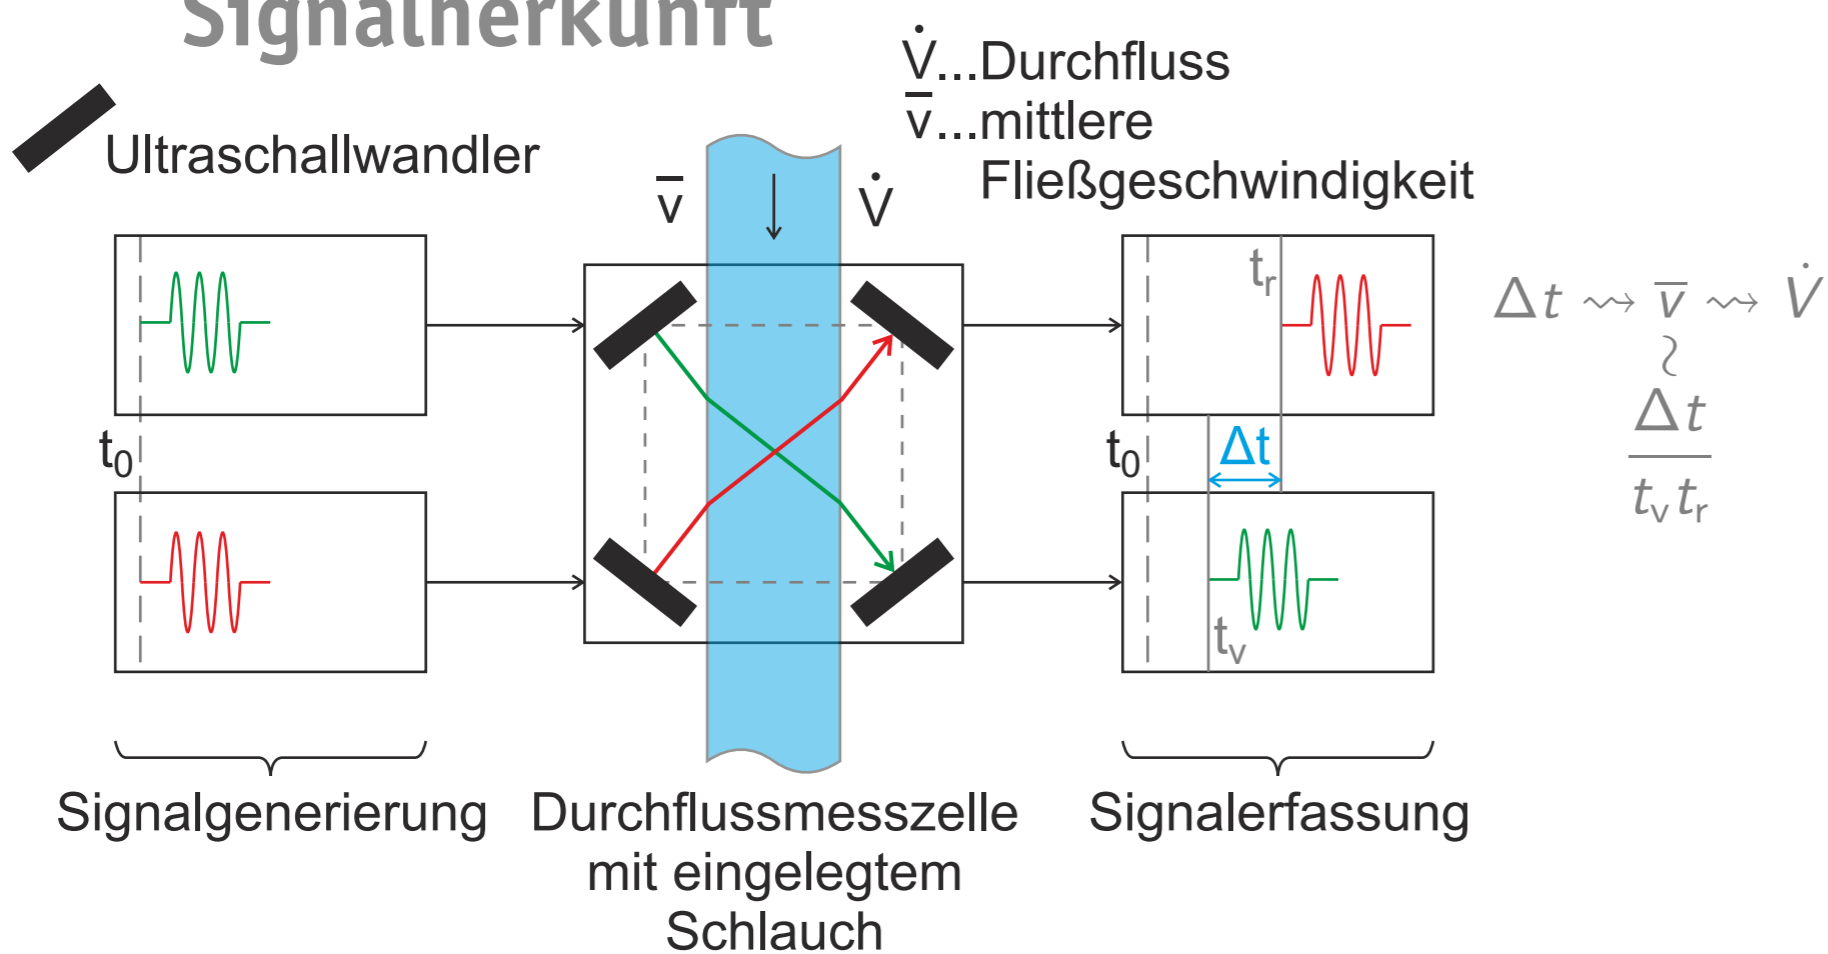 Signalherkunft
V̇...Durchfluss
v̅...mittlere
Fließgeschwindigkeit
Ultraschallwandler
v̅
V̇
t₀
tᵣ
t₀
Δt
tᵥ
Δt ⇝ v̅ ⇝ V̇
~
Δt
tᵥ tᵣ
Signalgenerierung
Durchflussmesszelle
mit eingelegtem
Schlauch
Signalerfassung